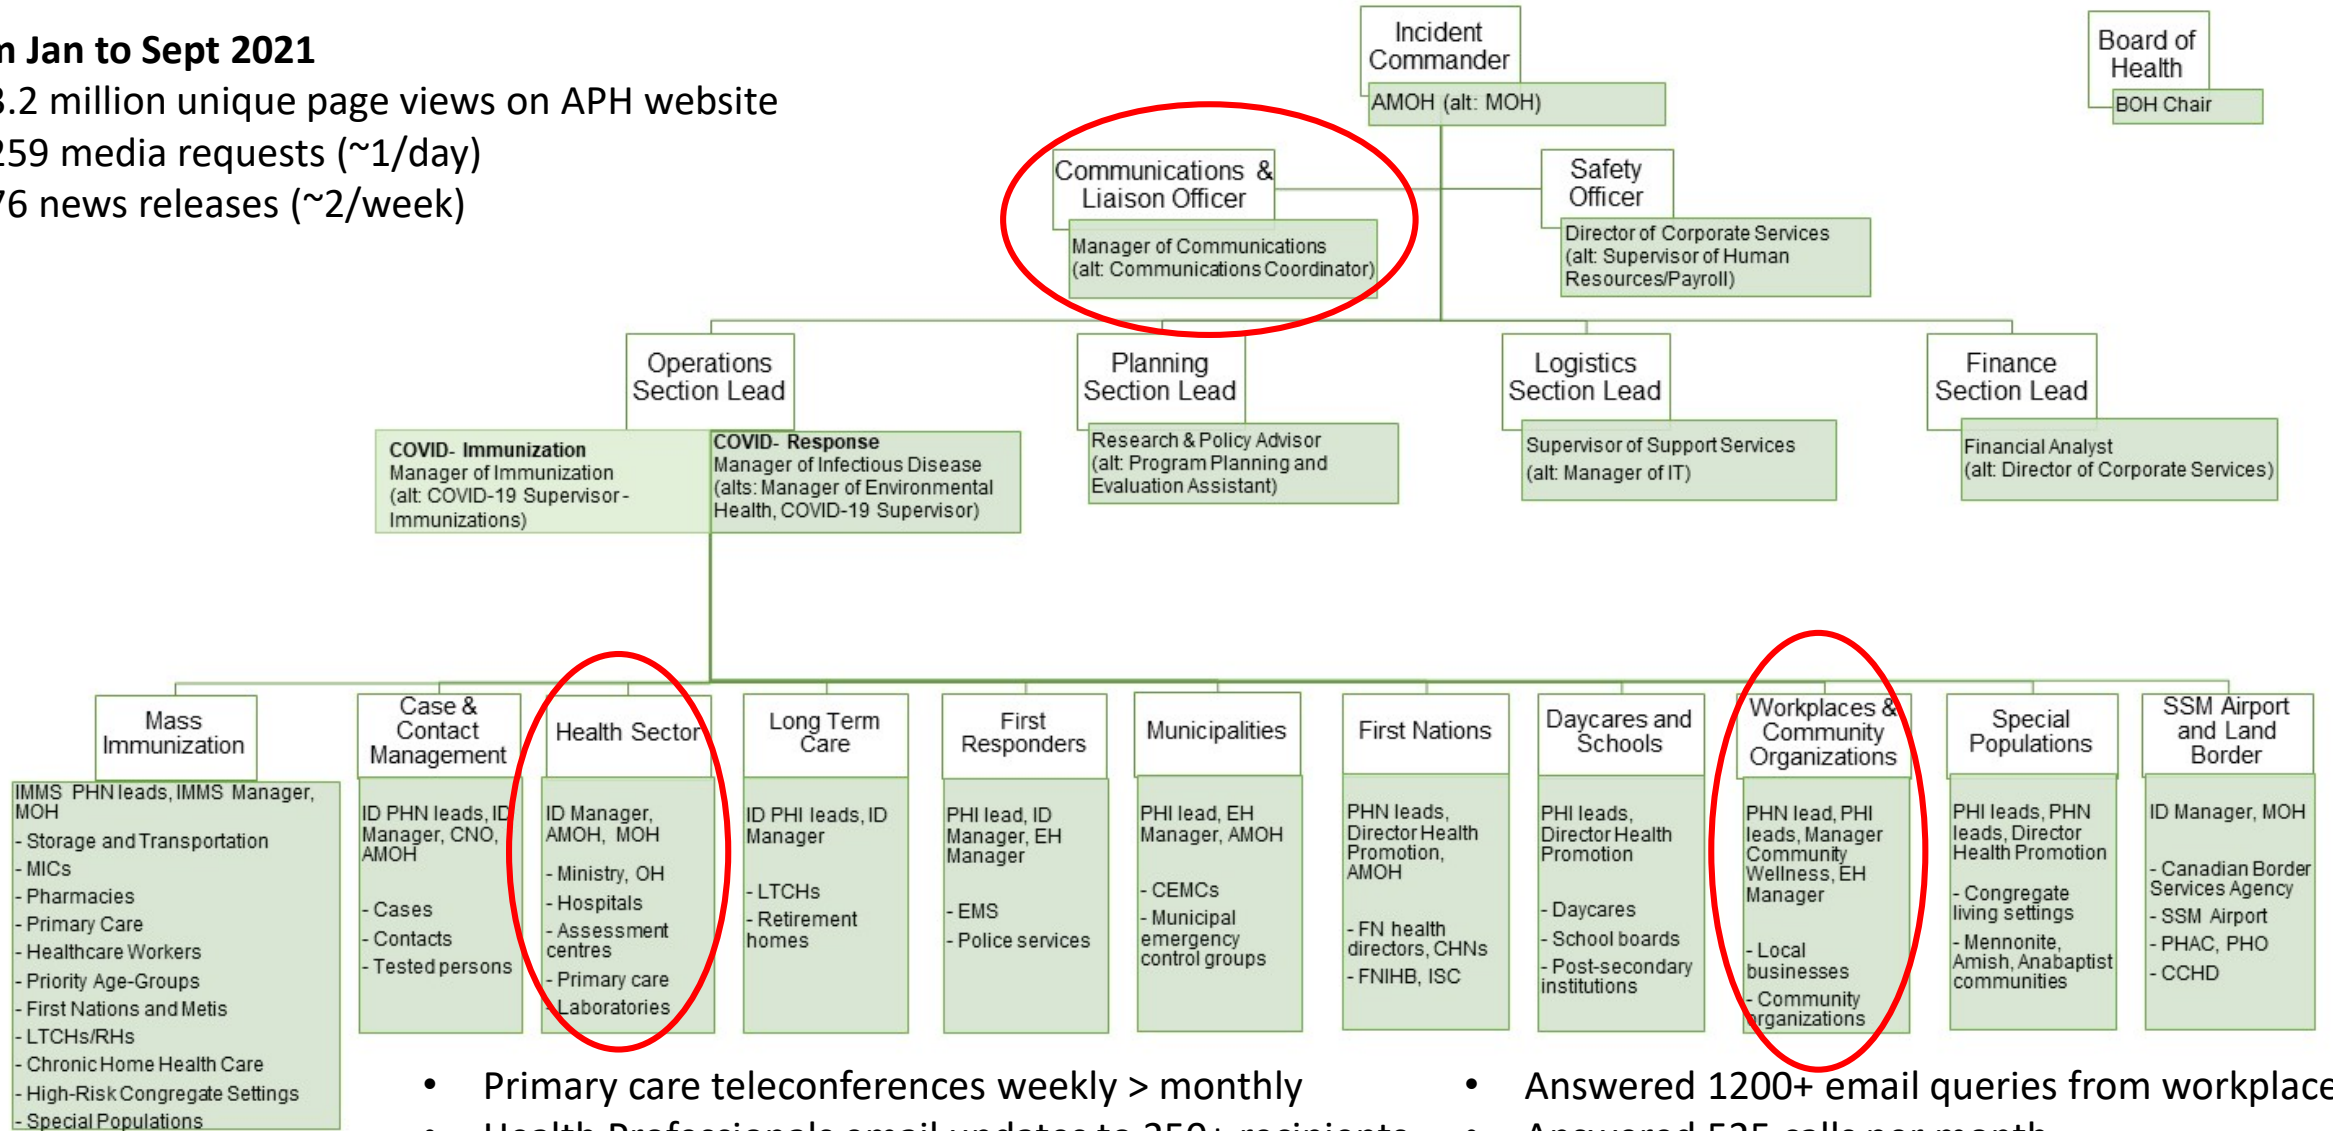 Jan to Sept 2021
million unique page views on APH website
259 media requests (~1/day)
76 news releases (~2/week)
Incident
Commander
AMOH (alt: MOH)
Board of
Health
BOH Chair
Communications &
Liaison Officer
Manager of Communications
(alt: Communications Coordinator)
Safety
Officer
Director of Corporate Services
(alt: Supervisor of Human
Resources/Payroll)
Operations
Section Lead
COVID- Immunization
Manager of Immunization
(alt: COVID-19 Supervisor -
Immunizations)
COVID- Response
Manager of Infectious Disease
(alts: Manager of Environmental
Health, COVID-19 Supervisor)
Planning
Section Lead
Research & Policy Advisor
(alt: Program Planning and
Evaluation Assistant)
Logistics
Section Lead
Supervisor of Support Services
(alt: Manager of IT)
Finance
Section Lead
Financial Analyst
(alt: Director of Corporate Services)
Mass
Immunization
IMMS PHN leads, IMMS Manager,
MOH
- Storage and Transportation
- MICs
- Pharmacies
- Primary Care
- Healthcare Workers
- Priority Age-Groups
- First Nations and Metis
- LTCHs/RHs
- Chronic Home Health Care
- High-Risk Congregate Settings
- Special Populations
Case &
Contact
Management
ID PHN leads, ID
Manager, CNO,
AMOH
- Cases
- Contacts
- Tested persons
Health Sector
ID Manager,
AMOH, MOH
- Ministry, OH
- Hospitals
- Assessment
centres
- Primary care
- Laboratories
Long Term
Care
ID PHI leads, ID
Manager
- LTCHs
- Retirement
homes
First
Responders
PHI lead, ID
Manager, EH
Manager
- EMS
- Police services
Municipalities
PHI lead, EH
Manager, AMOH
- CEMCs
- Municipal
emergency
control groups
First Nations
PHN leads,
Director Health
Promotion,
AMOH
- FN health
directors, CHNs
- FNIHB, ISC
Daycares and
Schools
PHI leads,
Director Health
Promotion
- Daycares
- School boards
- Post-secondary
institutions
Workplaces &
Community
Organizations
PHN lead, PHI
leads, Manager
Community
Wellness, EH
Manager
- Local
businesses
- Community
organizations
Special
Populations
PHI leads, PHN
leads, Director
Health Promotion
- Congregate
living settings
- Mennonite,
Amish, Anabaptist
communities
SSM Airport
and Land
Border
ID Manager, MOH
- Canadian Border
Services Agency
- SSM Airport
- PHAC, PHO
- CCHD
• Primary care teleconferences weekly > monthly
• Health Professionals email updates to 350+ recipients
• Answered 1200+ email queries from workplace
• Answered 525 calls per month